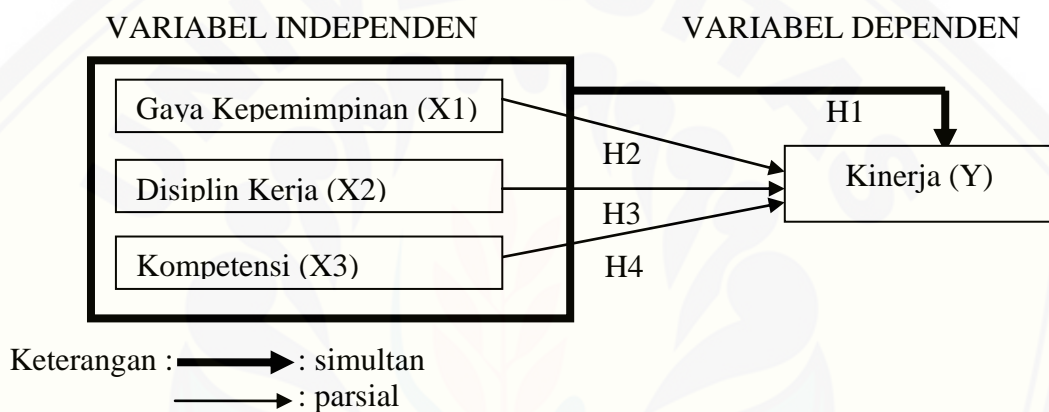 VARIABEL INDEPENDEN VARIABEL DEPENDEN
Gaya Kepemimpinan (X1)
H1
H2
Kinerja (Y)
Disiplin Kerja (X2)
H3
Kompetensi (X3)
H4
Keterangan : : simultan
: parsial